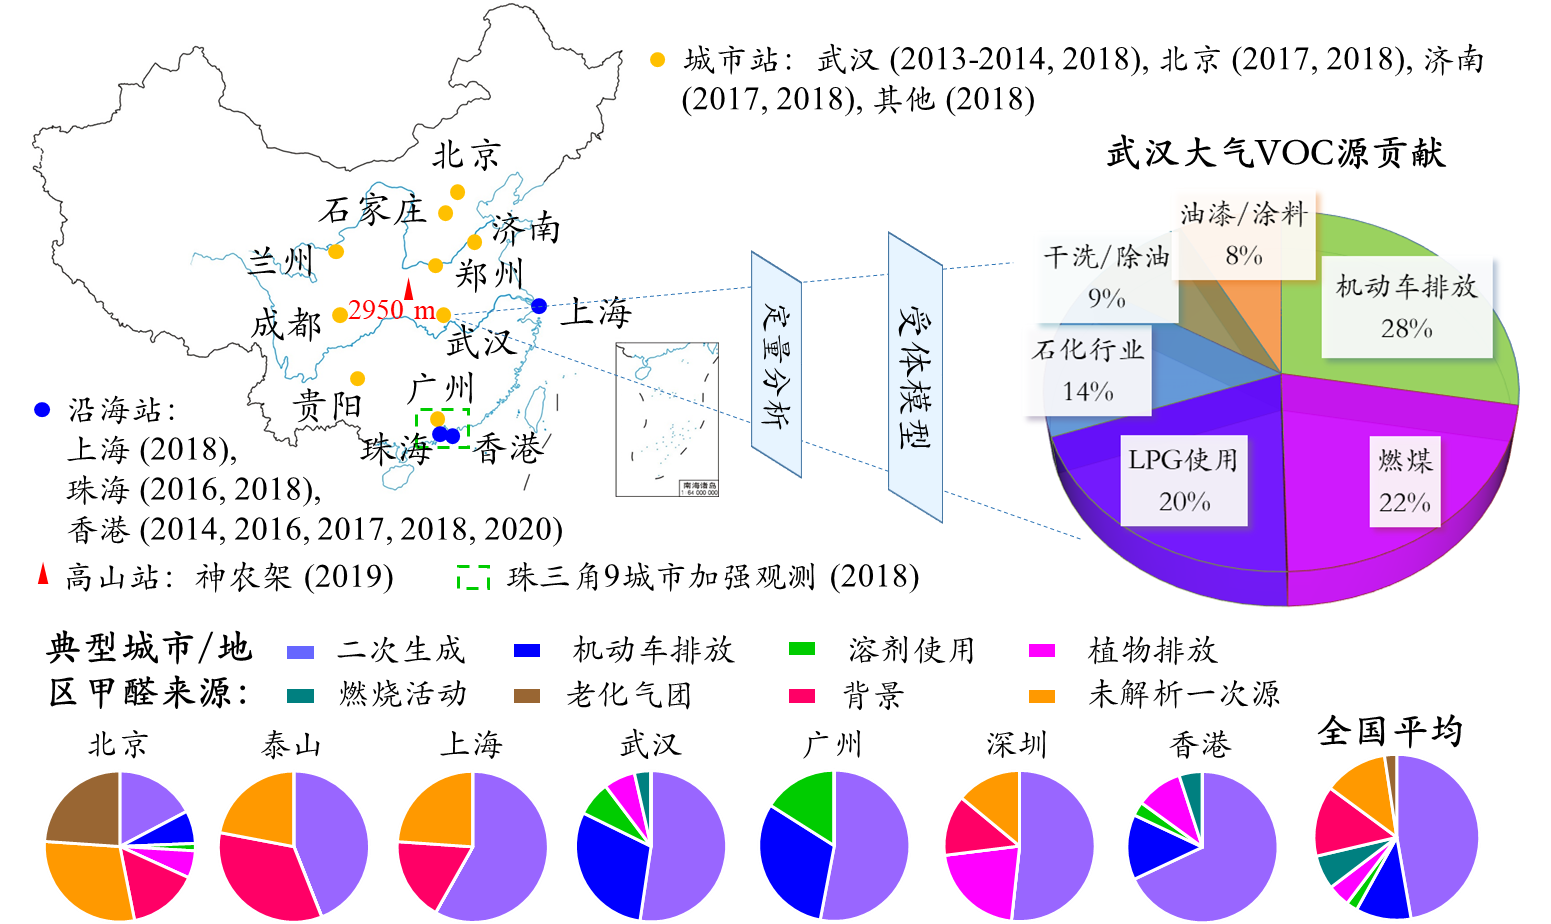 城市站：武汉 (2013-2014, 2018), 北京 (2017, 2018), 济南
(2017, 2018), 其他 (2018)
武汉大气VOC源贡献
北京
石家庄
济南
兰州
郑州
2950 m
成都
武汉
上海
贵阳
广州
珠海
香港
南海诸岛
1: 64 000 000
定量分析
受体模型
油漆/涂料
8%
干洗/除油
9%
机动车排放
28%
石化行业
14%
LPG使用
20%
燃煤
22%
沿海站：
上海 (2018),
珠海 (2016, 2018),
香港 (2014, 2016, 2017, 2018, 2020)
高山站：神农架 (2019)
珠三角9城市加强观测 (2018)
典型城市/地
区甲醛来源:
二次生成
机动车排放
溶剂使用
植物排放
燃烧活动
老化气团
背景
未解析一次源
北京
泰山
上海
武汉
广州
深圳
香港
全国平均